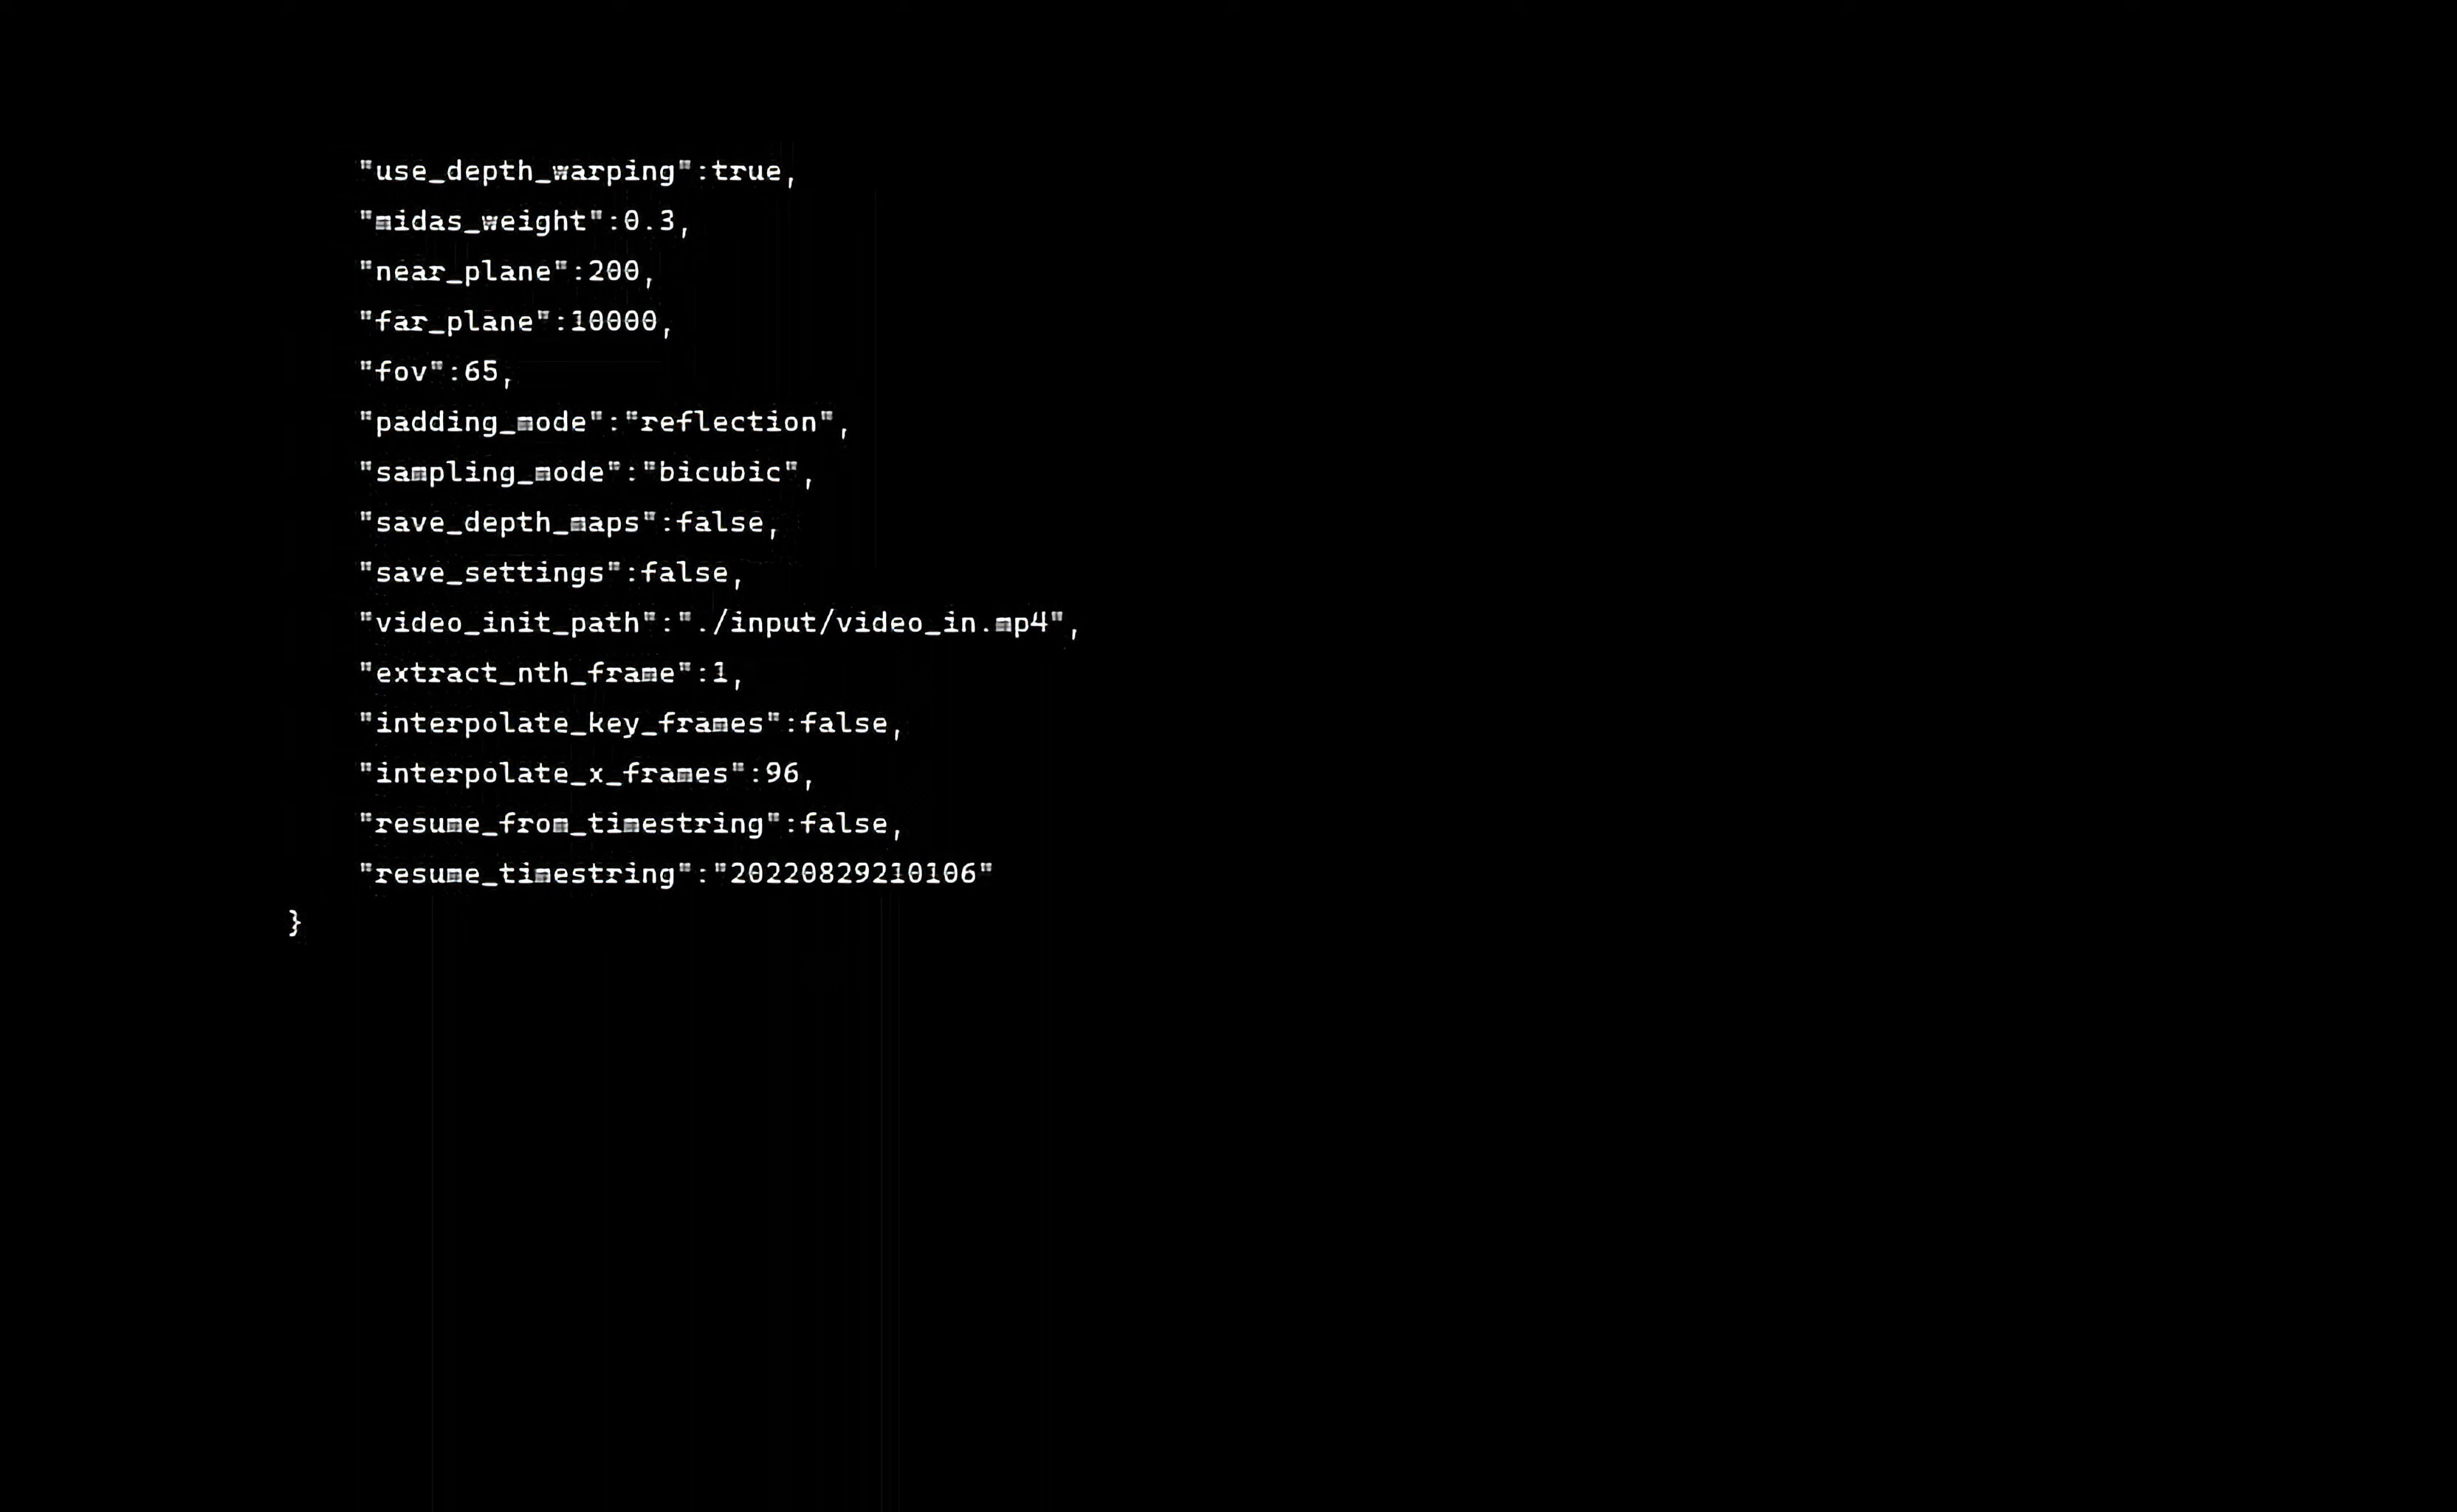 "use_depth_warping":true,
"midas_weight":0.3,
"near_plane":200,
"far_plane":10000,
"fov":65,
"padding_mode":"reflection",
"sampling_mode":"bicubic",
"save_depth_maps":false,
"save_settings":false,
"video_init_path":"./input/video_in.mp4",
"extract_nth_frame":1,
"interpolate_key_frames":false,
"interpolate_x_frames":96,
"resume_from_timestring":false,
"resume_timestring":"20220829210106"
}